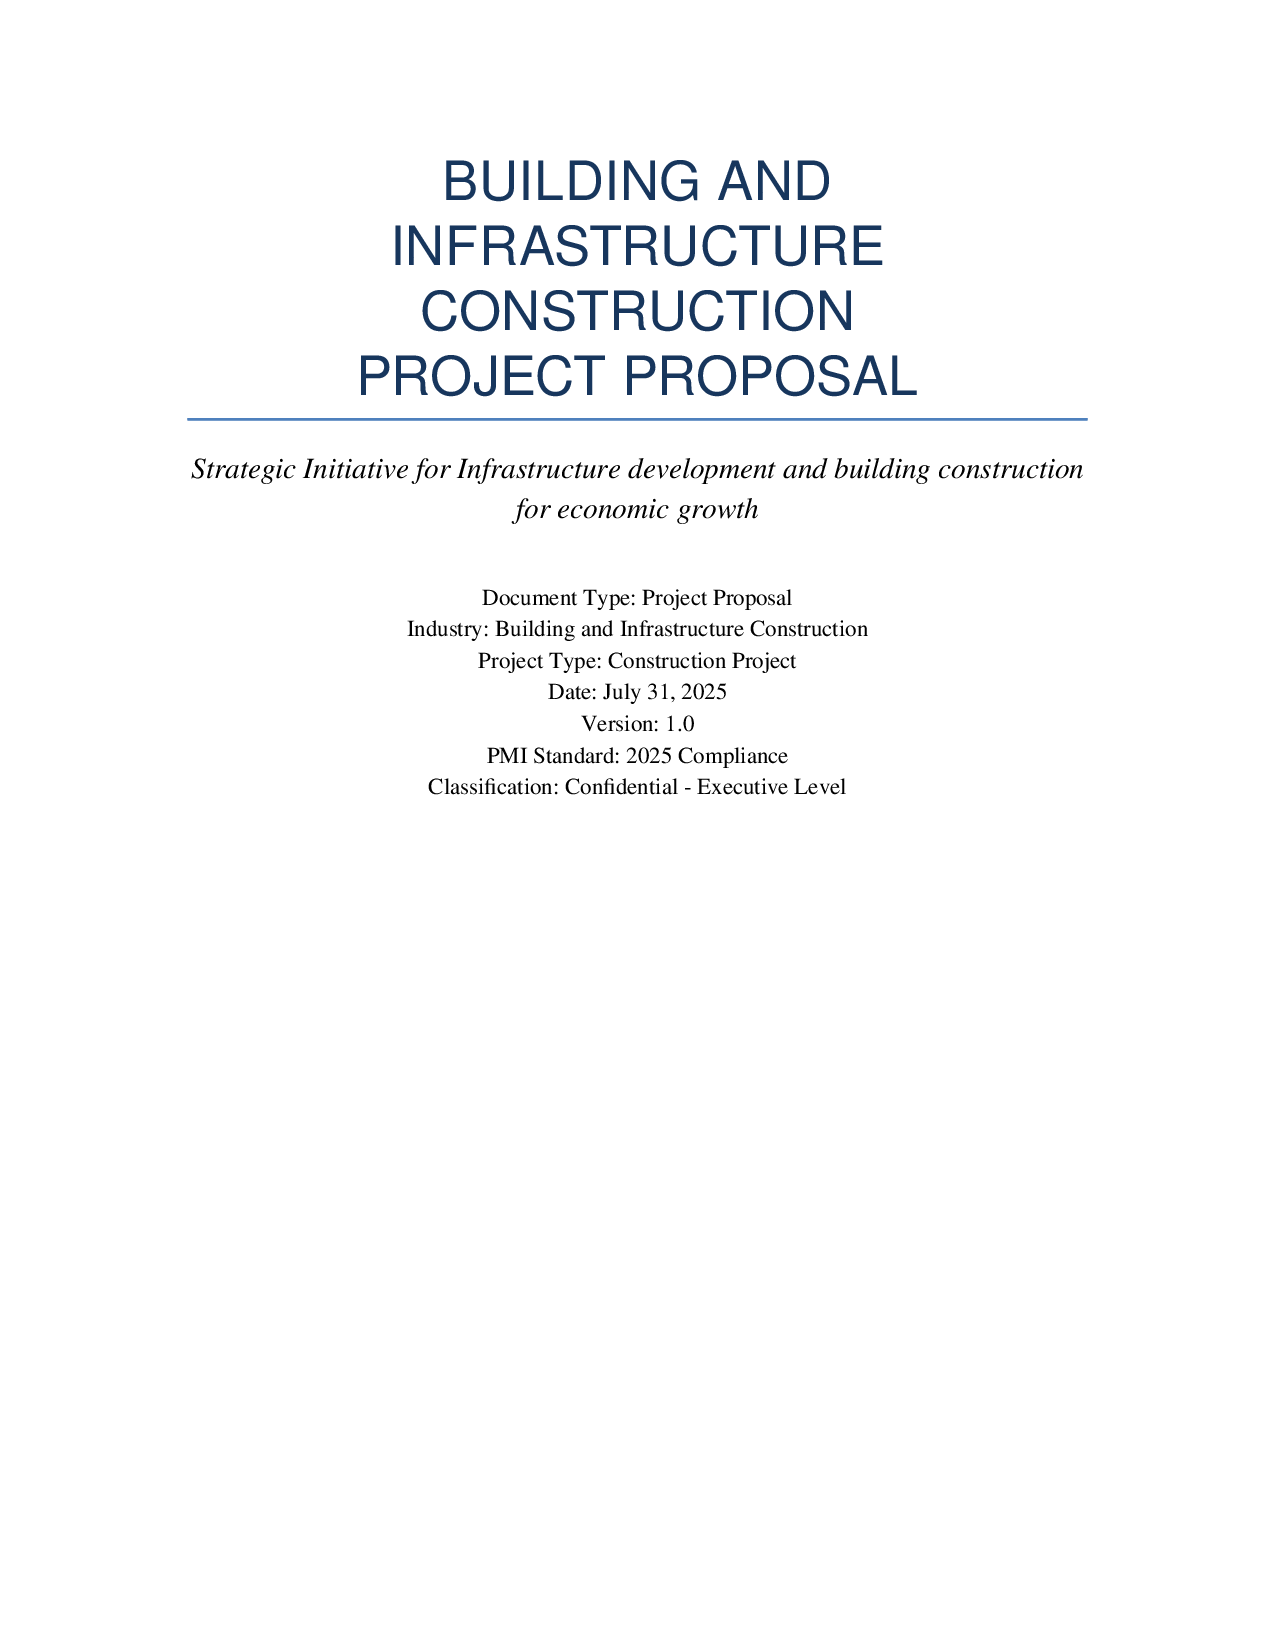 BUILDING AND
INFRASTRUCTURE
CONSTRUCTION
PROJECT PROPOSAL
Strategic Initiative for Infrastructure development and building construction
for economic growth
Document Type: Project Proposal
Industry: Building and Infrastructure Construction
Project Type: Construction Project
Date: July 31, 2025
Version: 1.0
PMI Standard: 2025 Compliance
Classification: Confidential - Executive Level